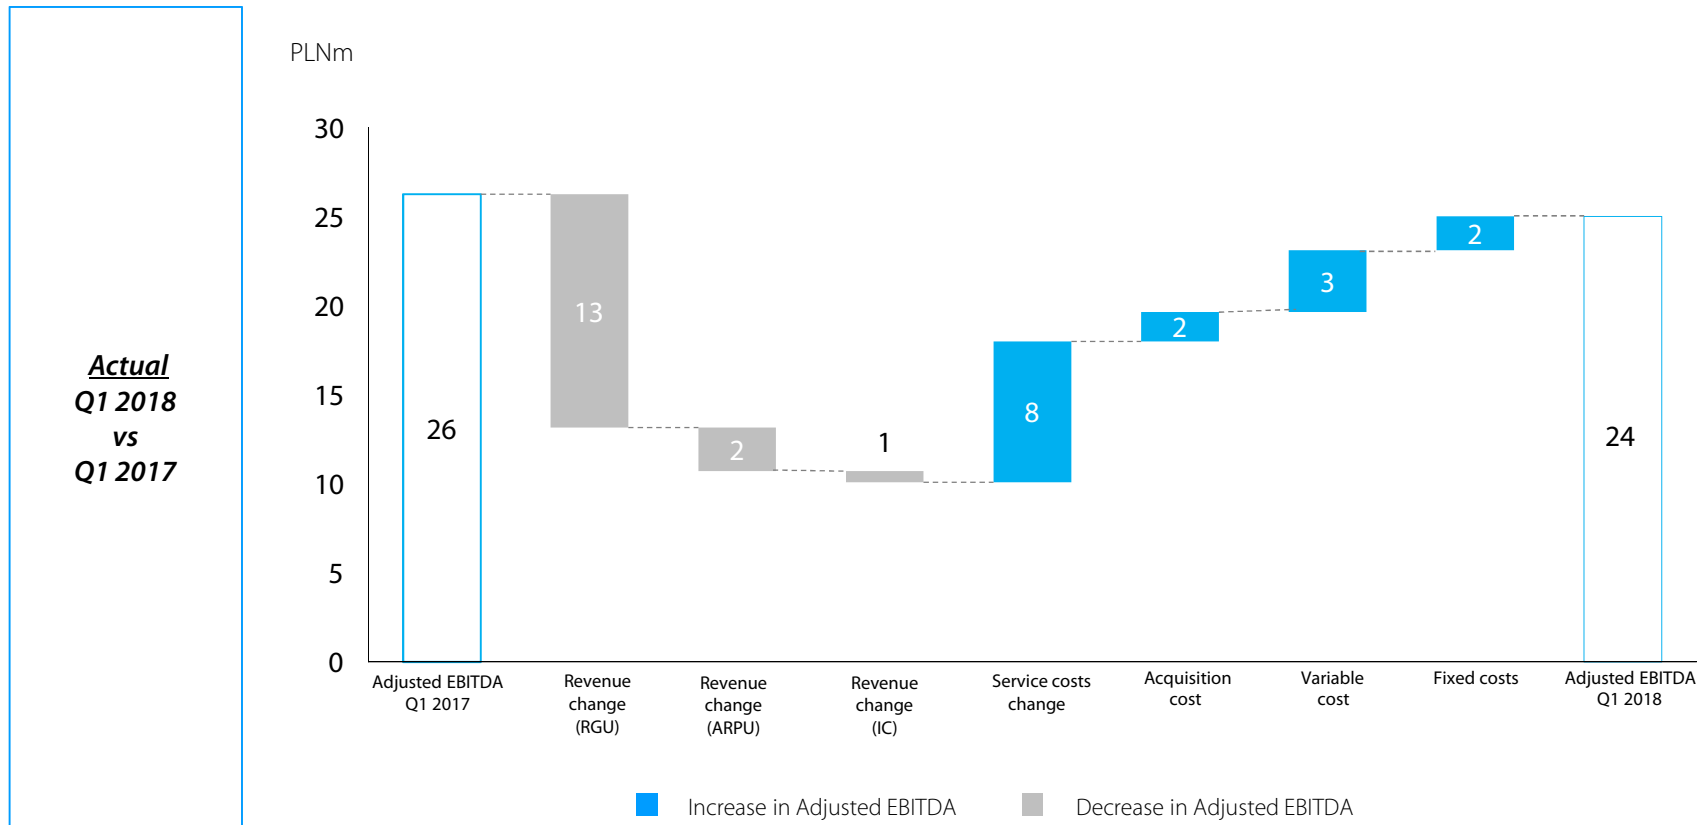 Actual
Q1 2018
vs
Q1 2017
PLNm
30
25
20
15
10
5
0
26
13
2
1
8
2
3
2
24
Adjusted EBITDA
Q1 2017
Revenue
change
(RGU)
Revenue
change
(ARPU)
Revenue
change
(IC)
Service costs
change
Acquisition
cost
Variable
cost
Fixed costs
Adjusted EBITDA
Q1 2018
Increase in Adjusted EBITDA
Decrease in Adjusted EBITDA